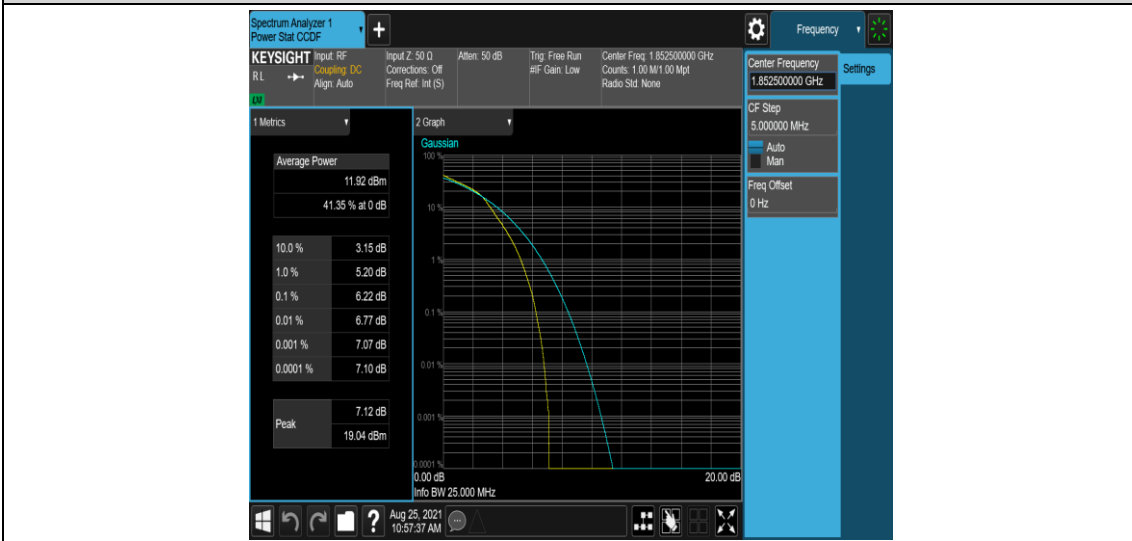 Spectrum Analyzer 1
Power Stat CCDF
+
Frequency
KEYSIGHT
Input: RF
Input Z: 50 Ω
Atten: 50 dB
Trig: Free Run
Center Freq: 1.852500000 GHz
R L
Coupling: DC
Corrections: Off
#IF Gain: Low
Counts: 1.00 M/1.00 Mpt
Align: Auto
Freq Ref: Int (S)
Radio Std: None
LXI
Center Frequency
1.852500000 GHz
Settings
CF Step
5.000000 MHz
Auto
Man
Freq Offset
0 Hz
1 Metrics
Average Power
11.92 dBm
41.35 % at 0 dB
10.0 % 3.15 dB
1.0 % 5.20 dB
0.1 % 6.22 dB
0.01 % 6.77 dB
0.001 % 7.07 dB
0.0001 % 7.10 dB
Peak
7.12 dB
19.04 dBm
2 Graph
Gaussian
100 %
10 %
1 %
0.1 %
0.01 %
0.001 %
0.0001 %
0.00 dB
20.00 dB
Info BW 25.000 MHz
?
Aug 25, 2021
10:57:37 AM